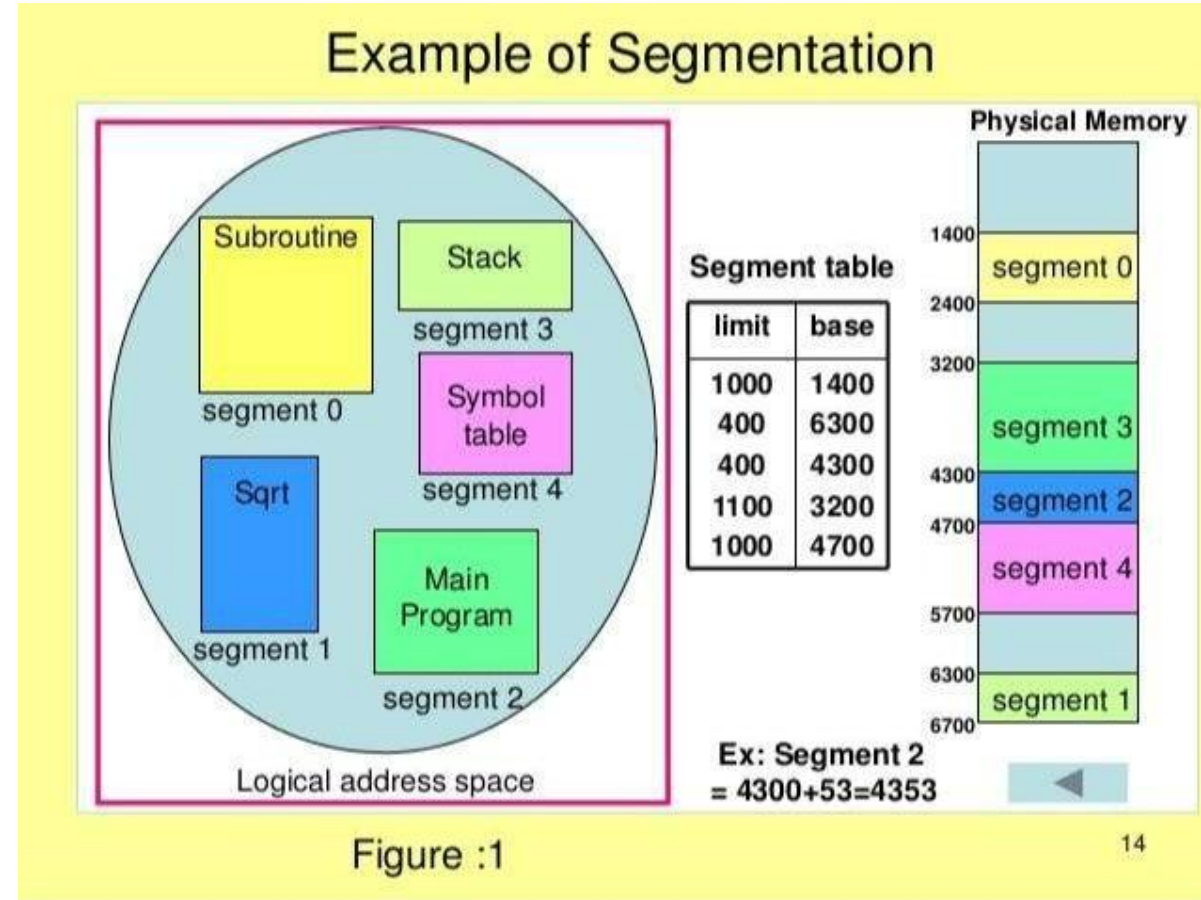 Example of Segmentation
Subroutine
segment 0
Stack
segment 3
Symbol
table
segment 4
Sqrt
segment 1
Main
Program
segment 2
Logical address space
Segment table
limit base
1000 1400
400 6300
400 4300
1100 3200
1000 4700
Ex: Segment 2
= 4300+53=4353
Physical Memory
1400
segment 0
2400
3200
segment 3
4300
segment 2
4700
segment 4
5700
6300
segment 1
6700
Figure :1
14